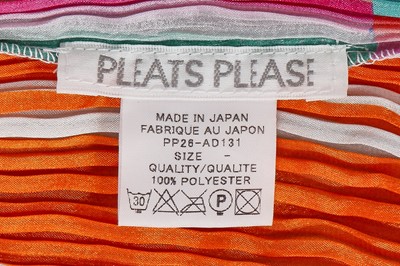 PLEATS PLEASE
MADE IN JAPAN
FABRIQUE AU JAPON
PP26-AD131
SIZE -
QUALITY/QUALITE
100% POLYESTER
30 P